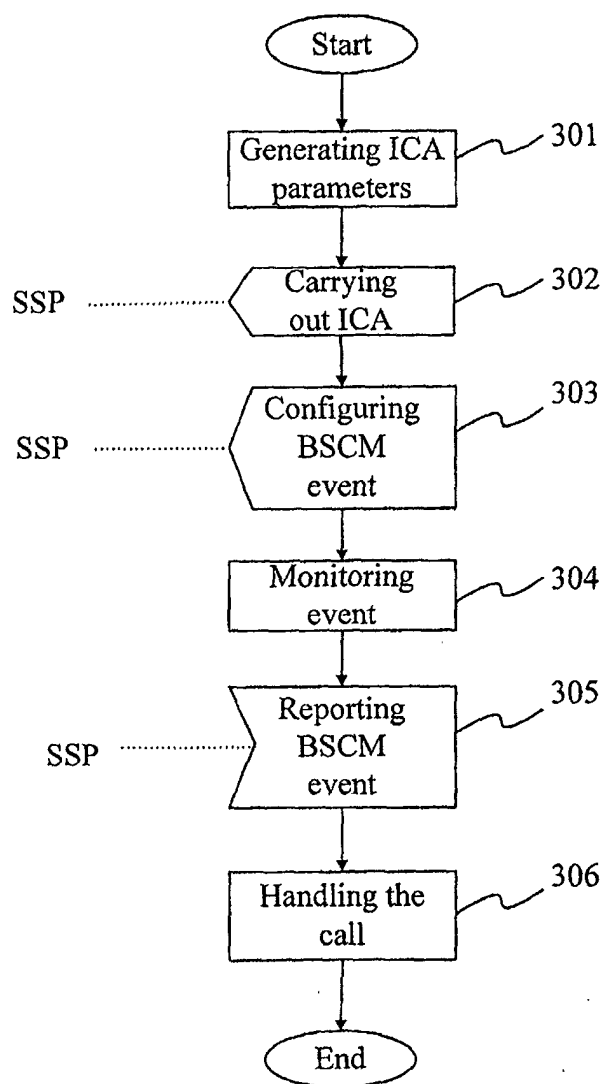 Start
301
Generating ICA
parameters
302
SSP
Carrying
out ICA
303
SSP
Configuring
BSCM
event
304
Monitoring
event
305
SSP
Reporting
BSCM
event
306
Handling the
call
End